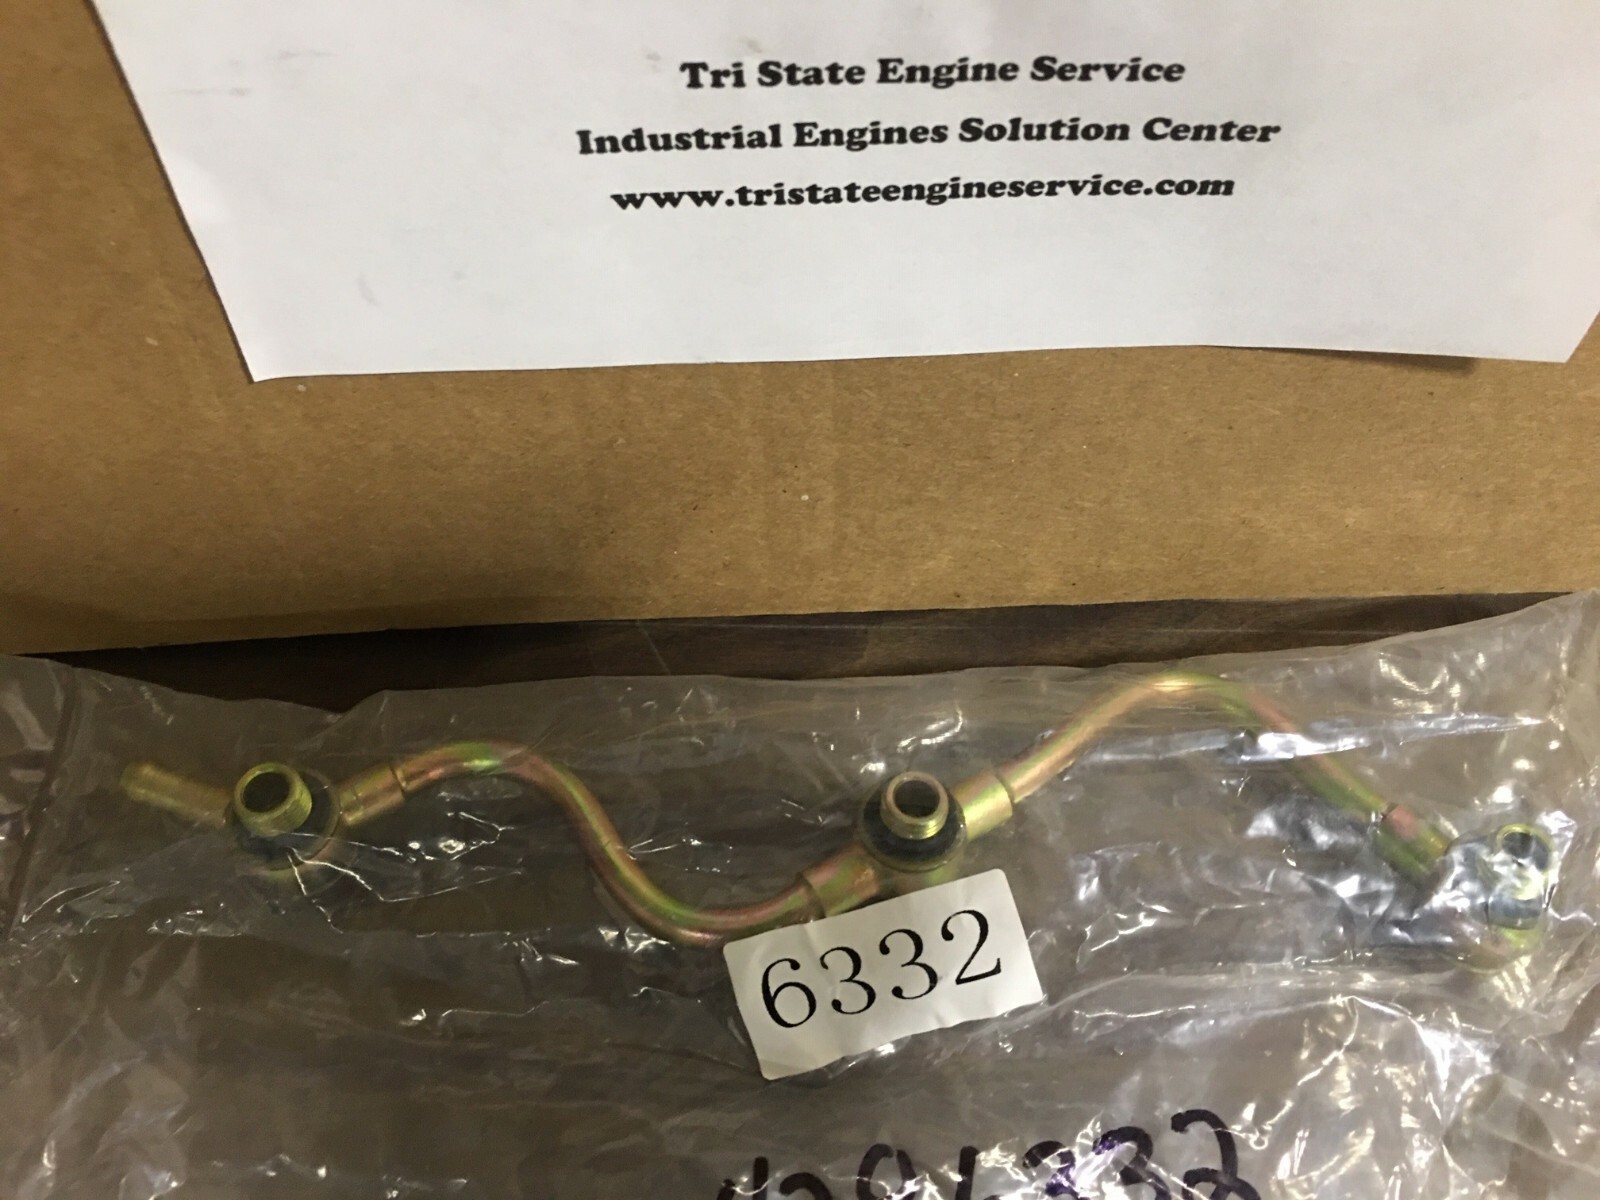 Tri State Engine Service
Industrial Engines Solution Center
www.tristateengineservice.com
6332